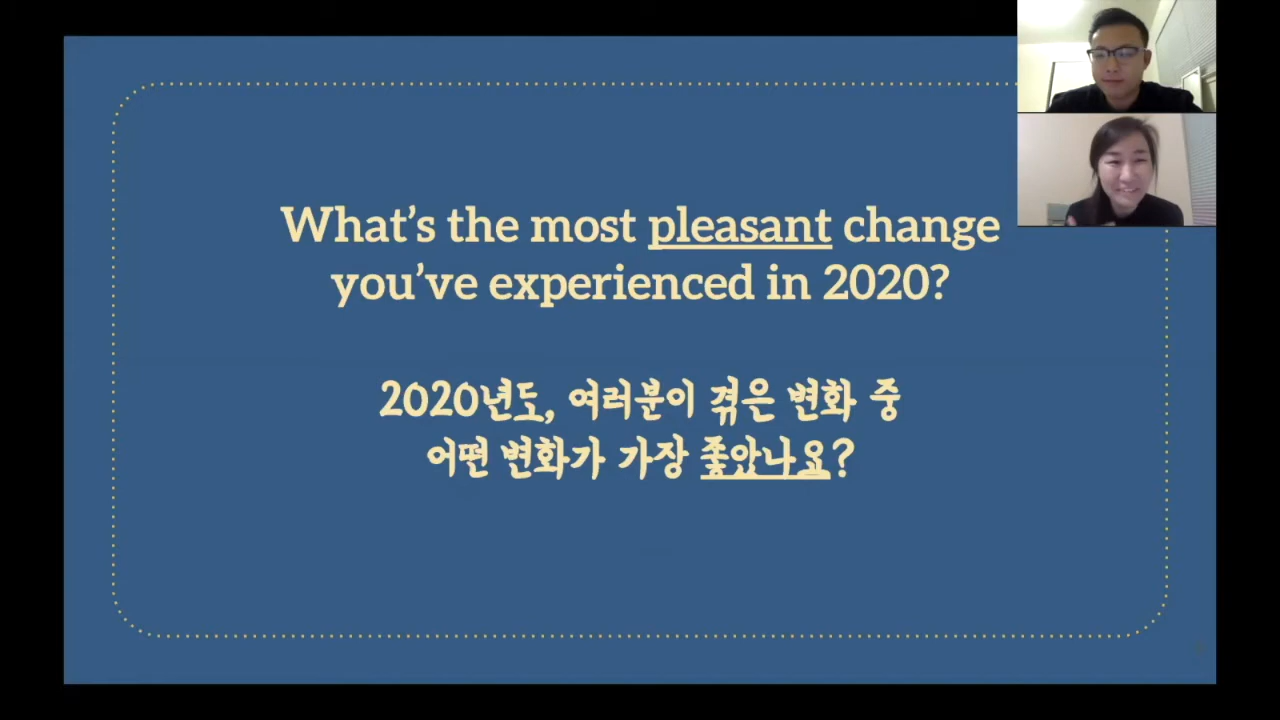 What's the most pleasant change
you've experienced in 2020?
2020년도, 여러분이 겪은 변화 중
어떤 변화가 가장 좋았나요?